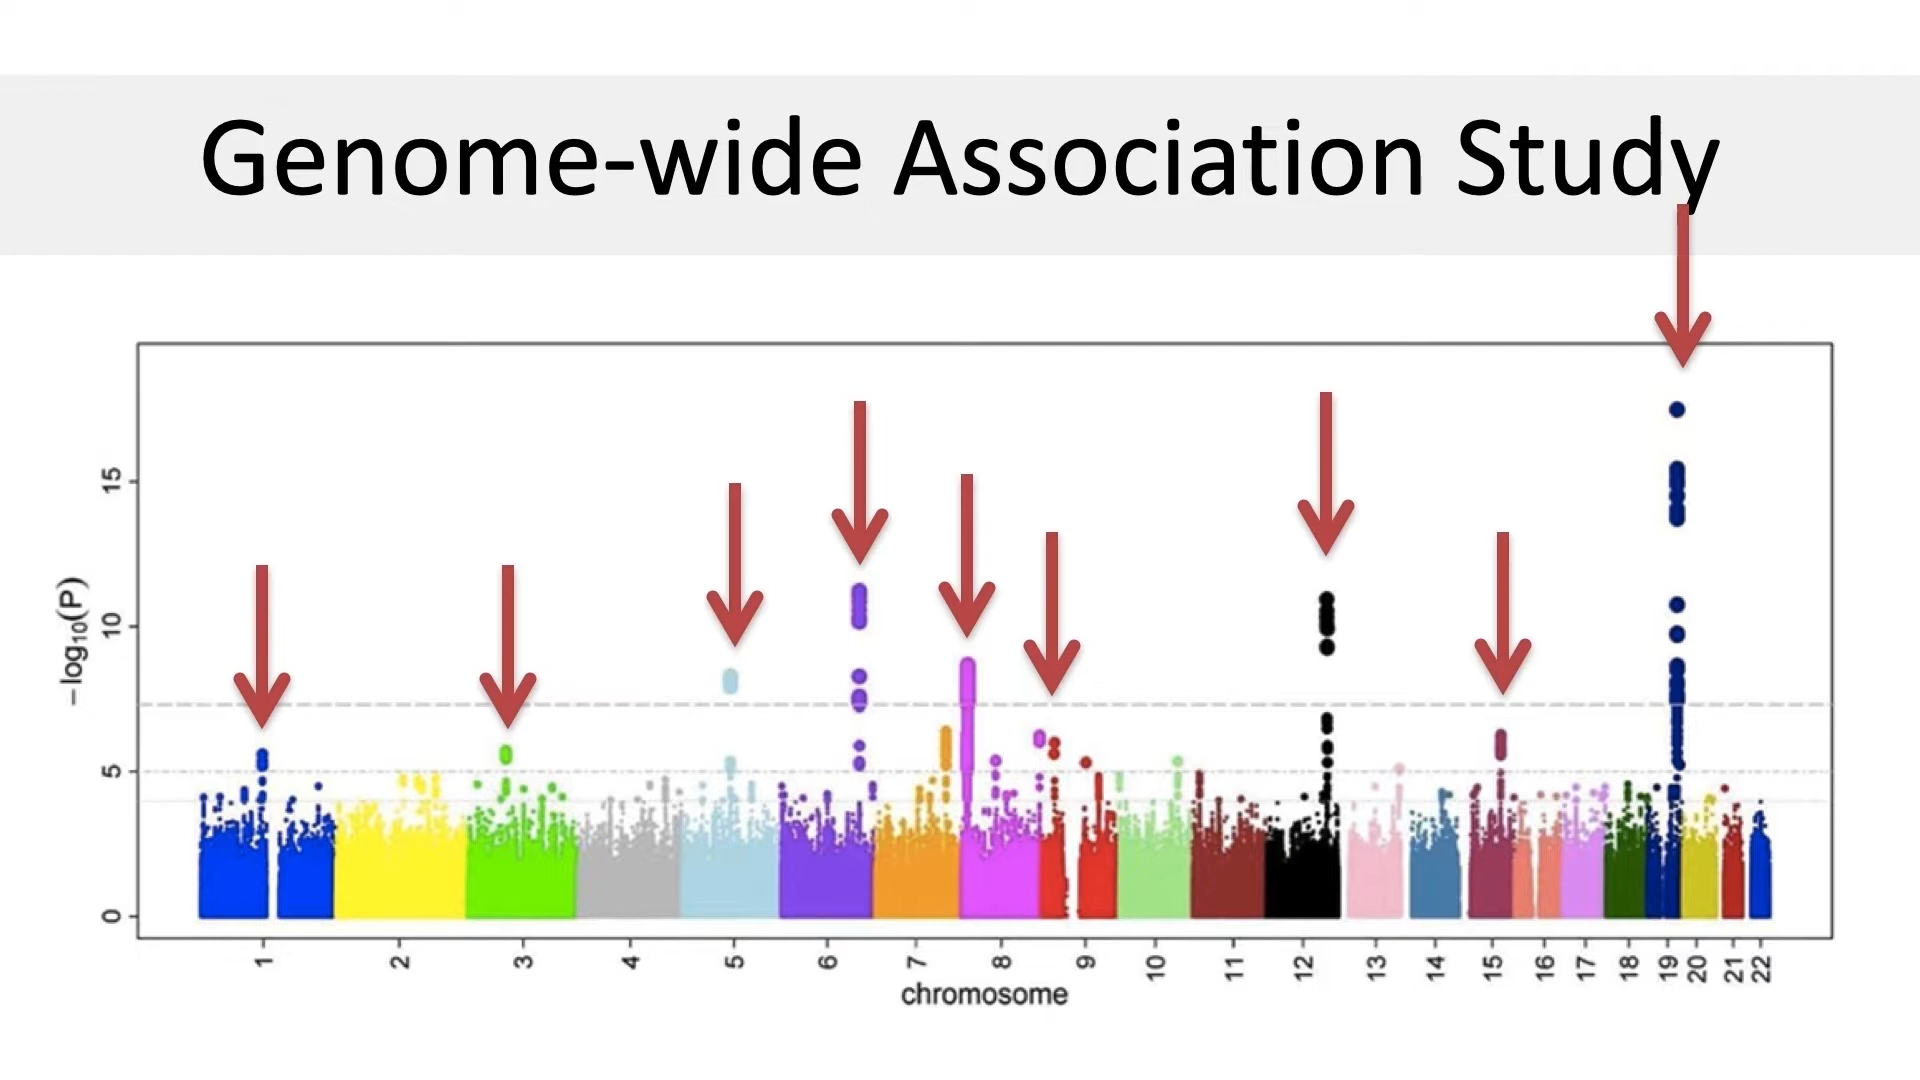 Genome-wide Association Study
15
10
5
0
−log10(P)
1 2 3 4 5 6 7 8 9 10 11 12 13 14 15 16 17 18 19 20 21 22
chromosome